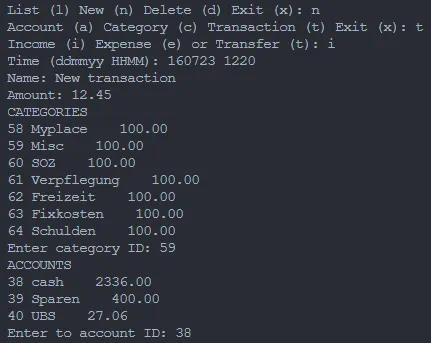 List (l) New (n) Delete (d) Exit (x): n
Account (a) Category (c) Transaction (t) Exit (x): t
Income (i) Expense (e) or Transfer (t): i
Time (ddmmyy HHMM): 160723 1220
Name: New transaction
Amount: 12.45
CATEGORIES
58 Myplace    100.00
59 Misc    100.00
60 SOZ    100.00
61 Verpflegung    100.00
62 Freizeit    100.00
63 Fixkosten    100.00
64 Schulden    100.00
Enter category ID: 59
ACCOUNTS
38 cash    2336.00
39 Sparen    400.00
40 UBS    27.06
Enter to account ID: 38